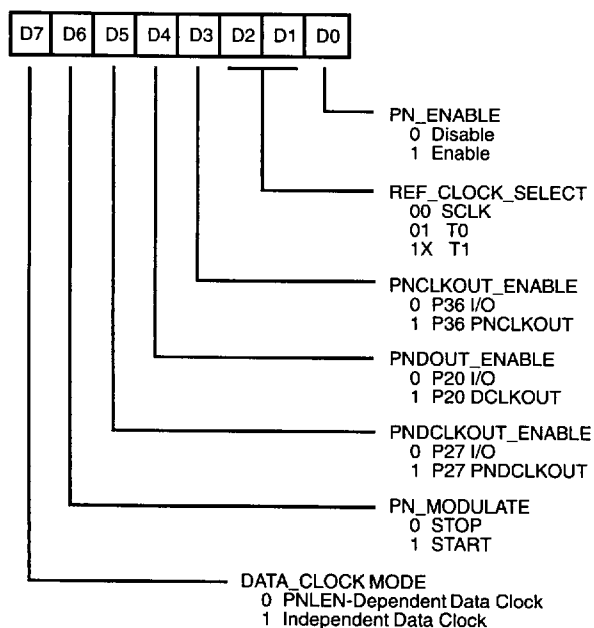 D7 D6 D5 D4 D3 D2 D1 D0
PN_ENABLE
0 Disable
1 Enable
REF_CLOCK_SELECT
00 SCLK
01 T0
1X T1
PNCLKOUT_ENABLE
0 P36 I/O
1 P36 PNCLKOUT
PNDOUT_ENABLE
0 P20 I/O
1 P20 DCLKOUT
PNDCLKOUT_ENABLE
0 P27 I/O
1 P27 PNDCLKOUT
PN_MODULATE
0 STOP
1 START
DATA_CLOCK MODE
0 PNLEN-Dependent Data Clock
1 Independent Data Clock